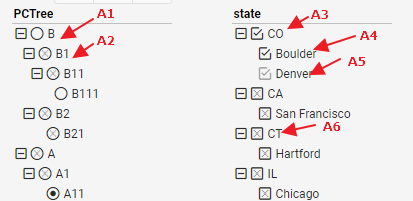 PCTree
A1
B
A2
B1
B11
B111
B2
B21
A
A1
A11
state
A3
CO
A4
Boulder
A5
Denver
CA
San Francisco
A6
CT
Hartford
IL
Chicago